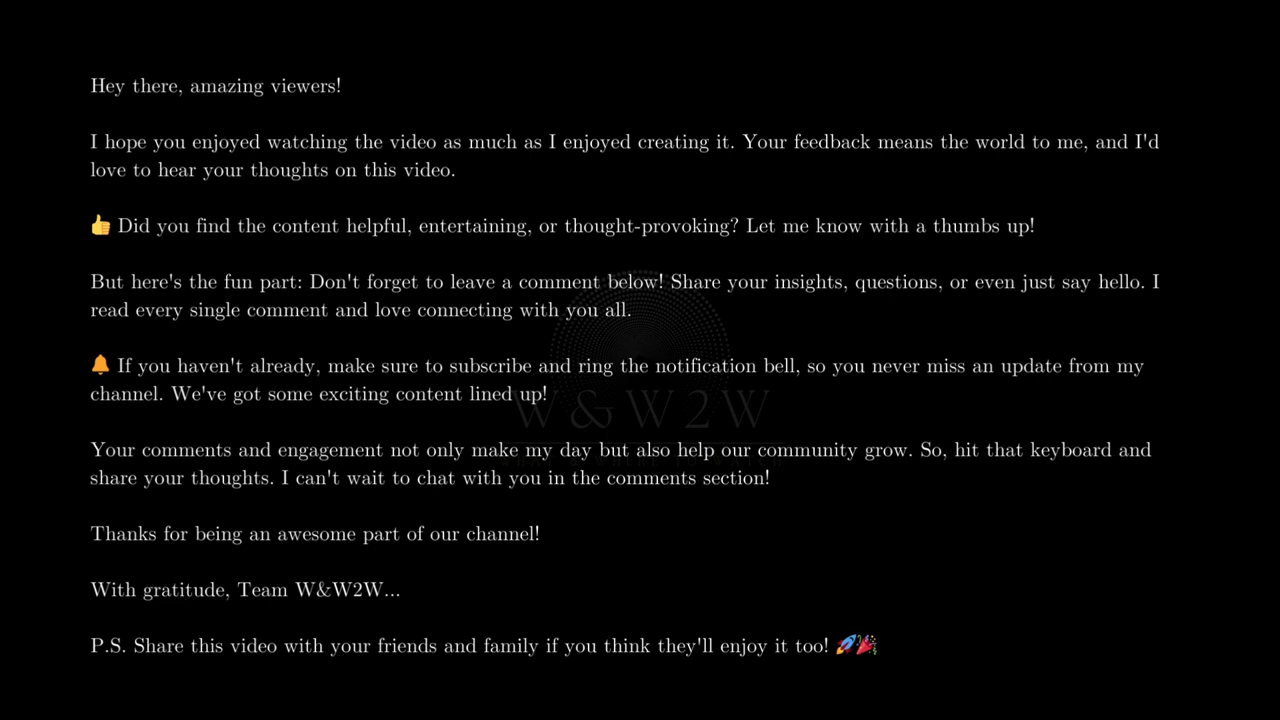 Hey there, amazing viewers!
I hope you enjoyed watching the video as much as I enjoyed creating it. Your feedback means the world to me, and I'd
love to hear your thoughts on this video.
👍 Did you find the content helpful, entertaining, or thought-provoking? Let me know with a thumbs up!
But here's the fun part: Don't forget to leave a comment below! Share your insights, questions, or even just say hello. I
read every single comment and love connecting with you all.
🔔 If you haven't already, make sure to subscribe and ring the notification bell, so you never miss an update from my
channel. We've got some exciting content lined up!
W&W2W
Your comments and engagement not only make my day but also help our community grow. So, hit that keyboard and
share your thoughts. I can't wait to chat with you in the comments section!
Thanks for being an awesome part of our channel!
With gratitude, Team W&W2W...
P.S. Share this video with your friends and family if you think they'll enjoy it too! 🚀🎉